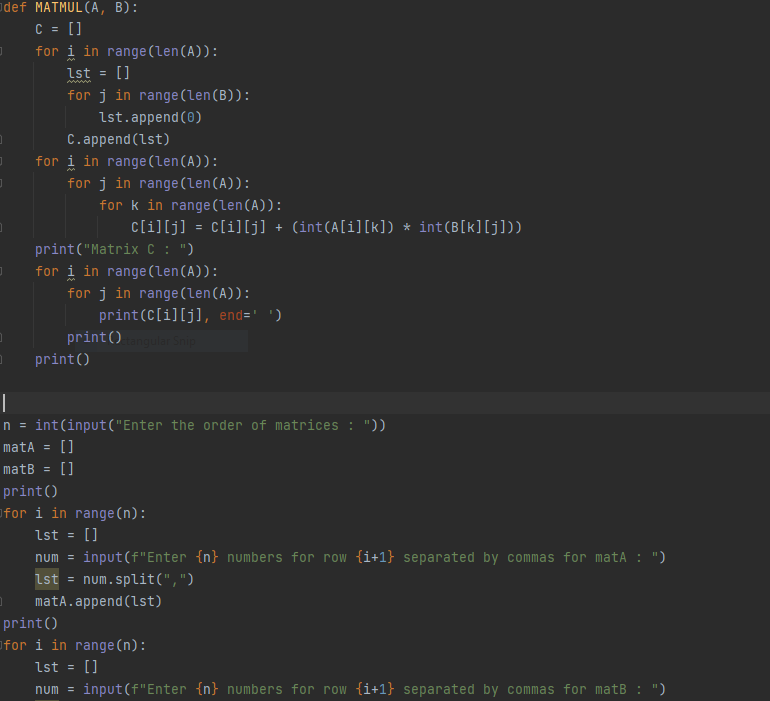 def MATMUL(A, B):
    C = []
    for i in range(len(A)):
        lst = []
        for j in range(len(B)):
            lst.append(0)
        C.append(lst)
    for i in range(len(A)):
        for j in range(len(A)):
            for k in range(len(A)):
                C[i][j] = C[i][j] + (int(A[i][k]) * int(B[k][j]))
    print("Matrix C : ")
    for i in range(len(A)):
        for j in range(len(A)):
            print(C[i][j], end=' ')
        print()
    print()
n = int(input("Enter the order of matrices : "))
matA = []
matB = []
print()
for i in range(n):
    lst = []
    num = input(f"Enter {n} numbers for row {i+1} separated by commas for matA : ")
    lst = num.split(",")
    matA.append(lst)
print()
for i in range(n):
    lst = []
    num = input(f"Enter {n} numbers for row {i+1} separated by commas for matB : ")